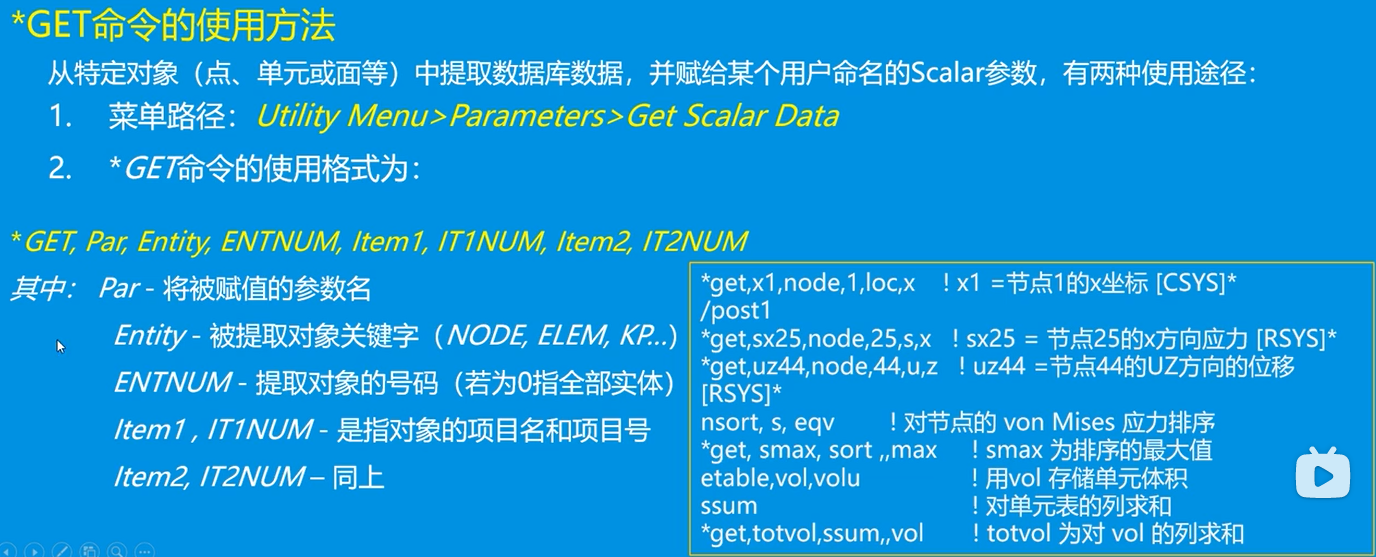 *GET命令的使用方法
从特定对象（点、单元或面等）中提取数据库数据，并赋给某个用户命名的Scalar参数，有两种使用途径：
1. 菜单路径：Utility Menu>Parameters>Get Scalar Data
2. *GET命令的使用格式为：
*GET, Par, Entity, ENTNUM, Item1, IT1NUM, Item2, IT2NUM
其中： Par - 将被赋值的参数名
Entity - 被提取对象关键字（NODE, ELEM, KP...）
ENTNUM - 提取对象的号码（若为0指全部实体）
Item1 , IT1NUM - 是指对象的项目名和项目号
Item2, IT2NUM – 同上
*get,x1,node,1,loc,x ! x1 =节点1的x坐标 [CSYS]*
/post1
*get,sx25,node,25,s,x ! sx25 = 节点25的x方向应力 [RSYS]*
*get,uz44,node,44,u,z ! uz44 =节点44的UZ方向的位移
[RSYS]*
nsort, s, eqv ! 对节点的 von Mises 应力排序
*get, smax, sort ,,max ! smax 为排序的最大值
etable,vol,volu ! 用vol 存储单元体积
ssum ! 对单元表的列求和
*get,totvol,ssum,,vol ! totvol 为对 vol 的列求和